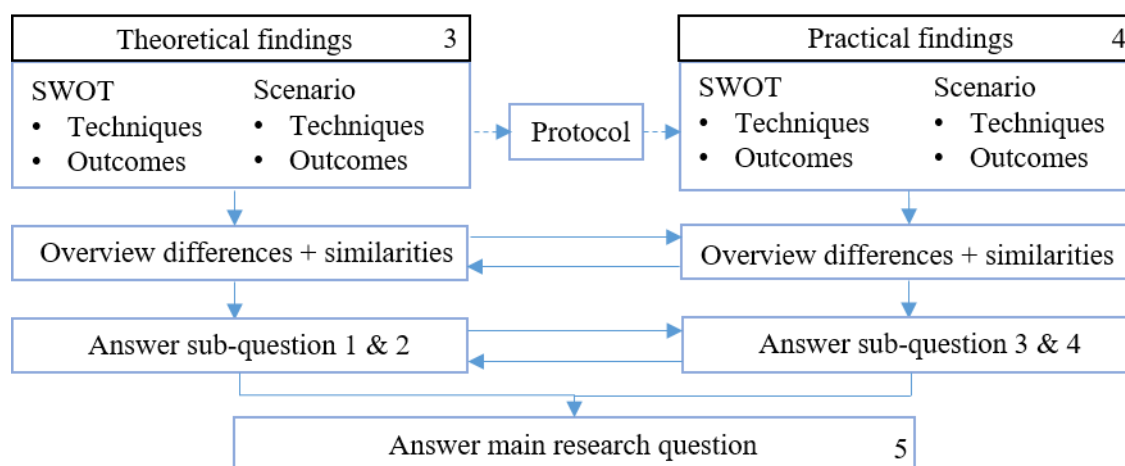 Theoretical findings 3
SWOT
• Techniques
• Outcomes
Scenario
• Techniques
• Outcomes
Protocol
Practical findings 4
SWOT
• Techniques
• Outcomes
Scenario
• Techniques
• Outcomes
Overview differences + similarities
Overview differences + similarities
Answer sub-question 1 & 2
Answer sub-question 3 & 4
Answer main research question 5